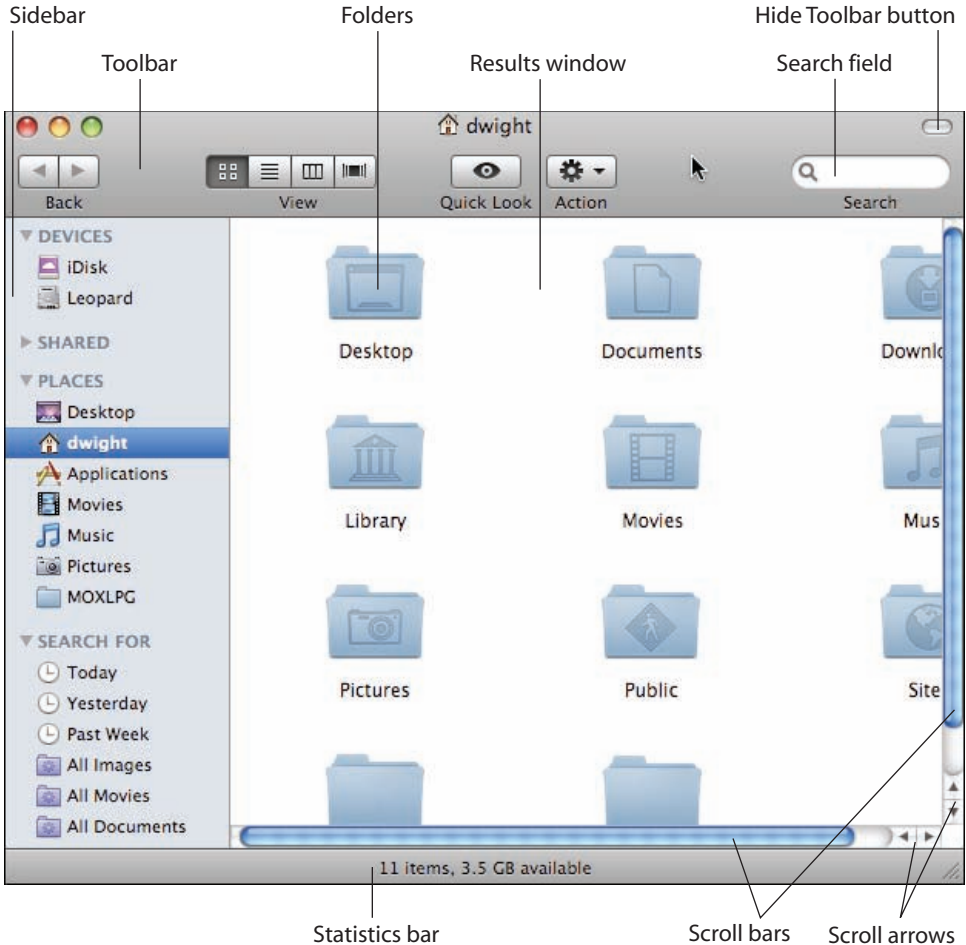 Sidebar
Folders
Hide Toolbar button
Toolbar
Results window
Search field
dwight
Back
View
Quick Look
Action
Search
DEVICES
iDisk
Leopard
SHARED
PLACES
Desktop
dwight
Applications
Movies
Music
Pictures
MOXLPG
SEARCH FOR
Today
Yesterday
Past Week
All Images
All Movies
All Documents
Desktop
Documents
Downlo
Library
Movies
Mus
Pictures
Public
Site
11 items, 3.5 GB available
Statistics bar
Scroll bars
Scroll arrows